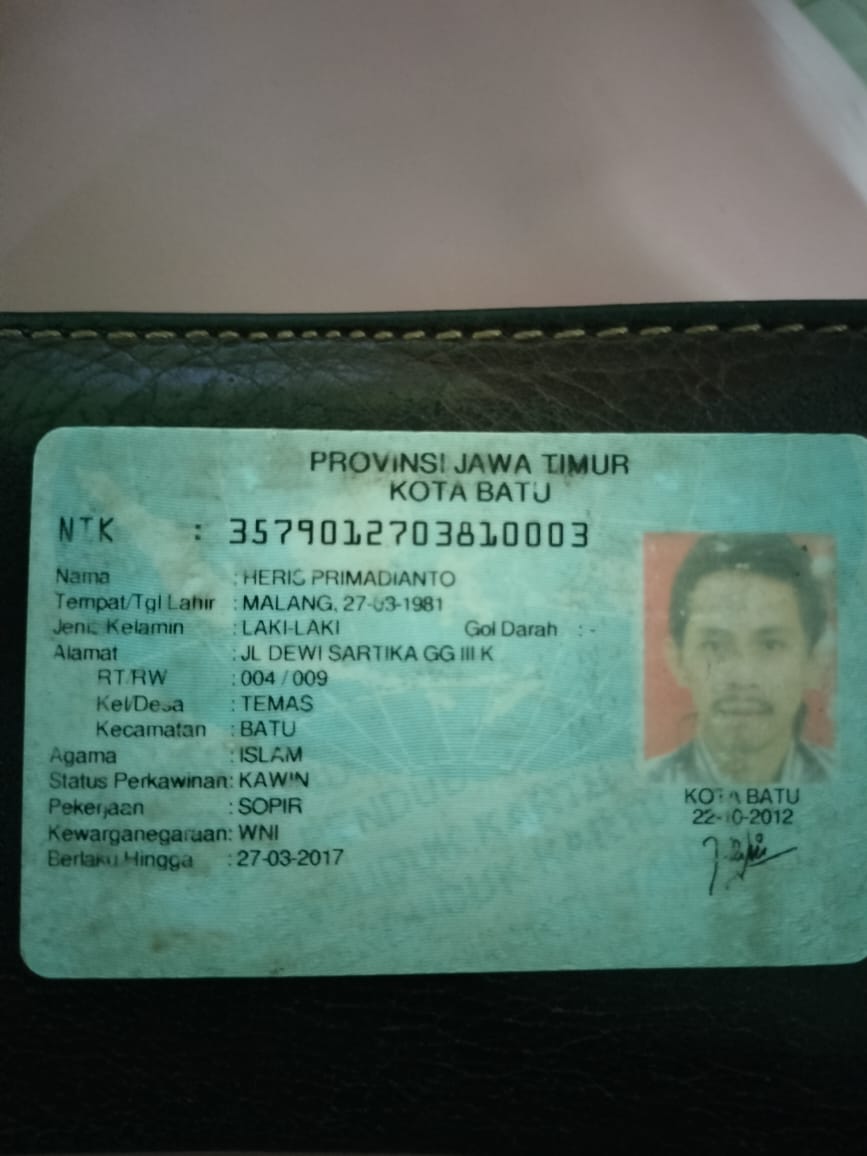 PROVINSI JAWA TIMUR
KOTA BATU
NIK : 3579012703810003
Nama : HERIS PRIMADIANTO
Tempat/Tgl Lahir : MALANG, 27-03-1981
Jenis Kelamin : LAKI-LAKI Gol Darah : -
Alamat : JL DEWI SARTIKA GG III K
RT/RW : 004 / 009
Kel/Desa : TEMAS
Kecamatan : BATU
Agama : ISLAM
Status Perkawinan: KAWIN
Pekerjaan : SOPIR
Kewarganegaraan: WNI
Berlaku Hingga : 27-03-2017
KOTA BATU
22-10-2012